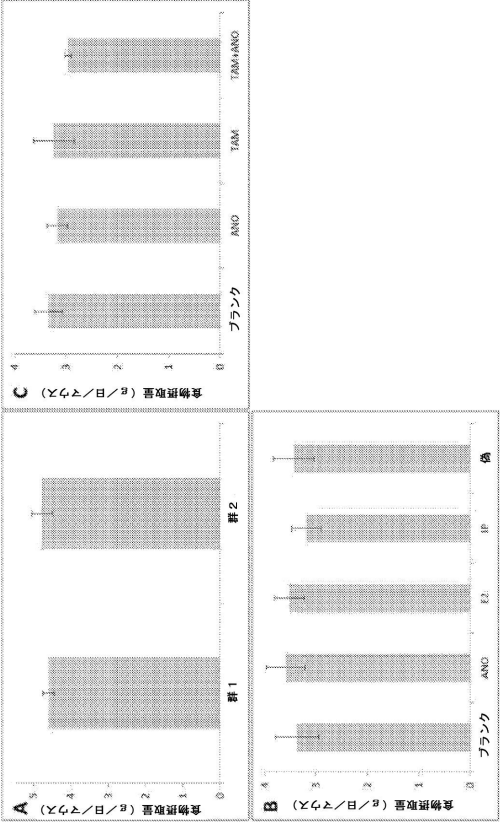 A
食物摂取量 (g/日/マウス)
5
4
3
2
1
0
群1
群2
B
食物摂取量 (g/日/マウス)
4
3
2
1
0
ブランク
ANO
E2
IP
偽
C
食物摂取量 (g/日/マウス)
4
3
2
1
0
ブランク
ANO
TAM
TAM+ANO